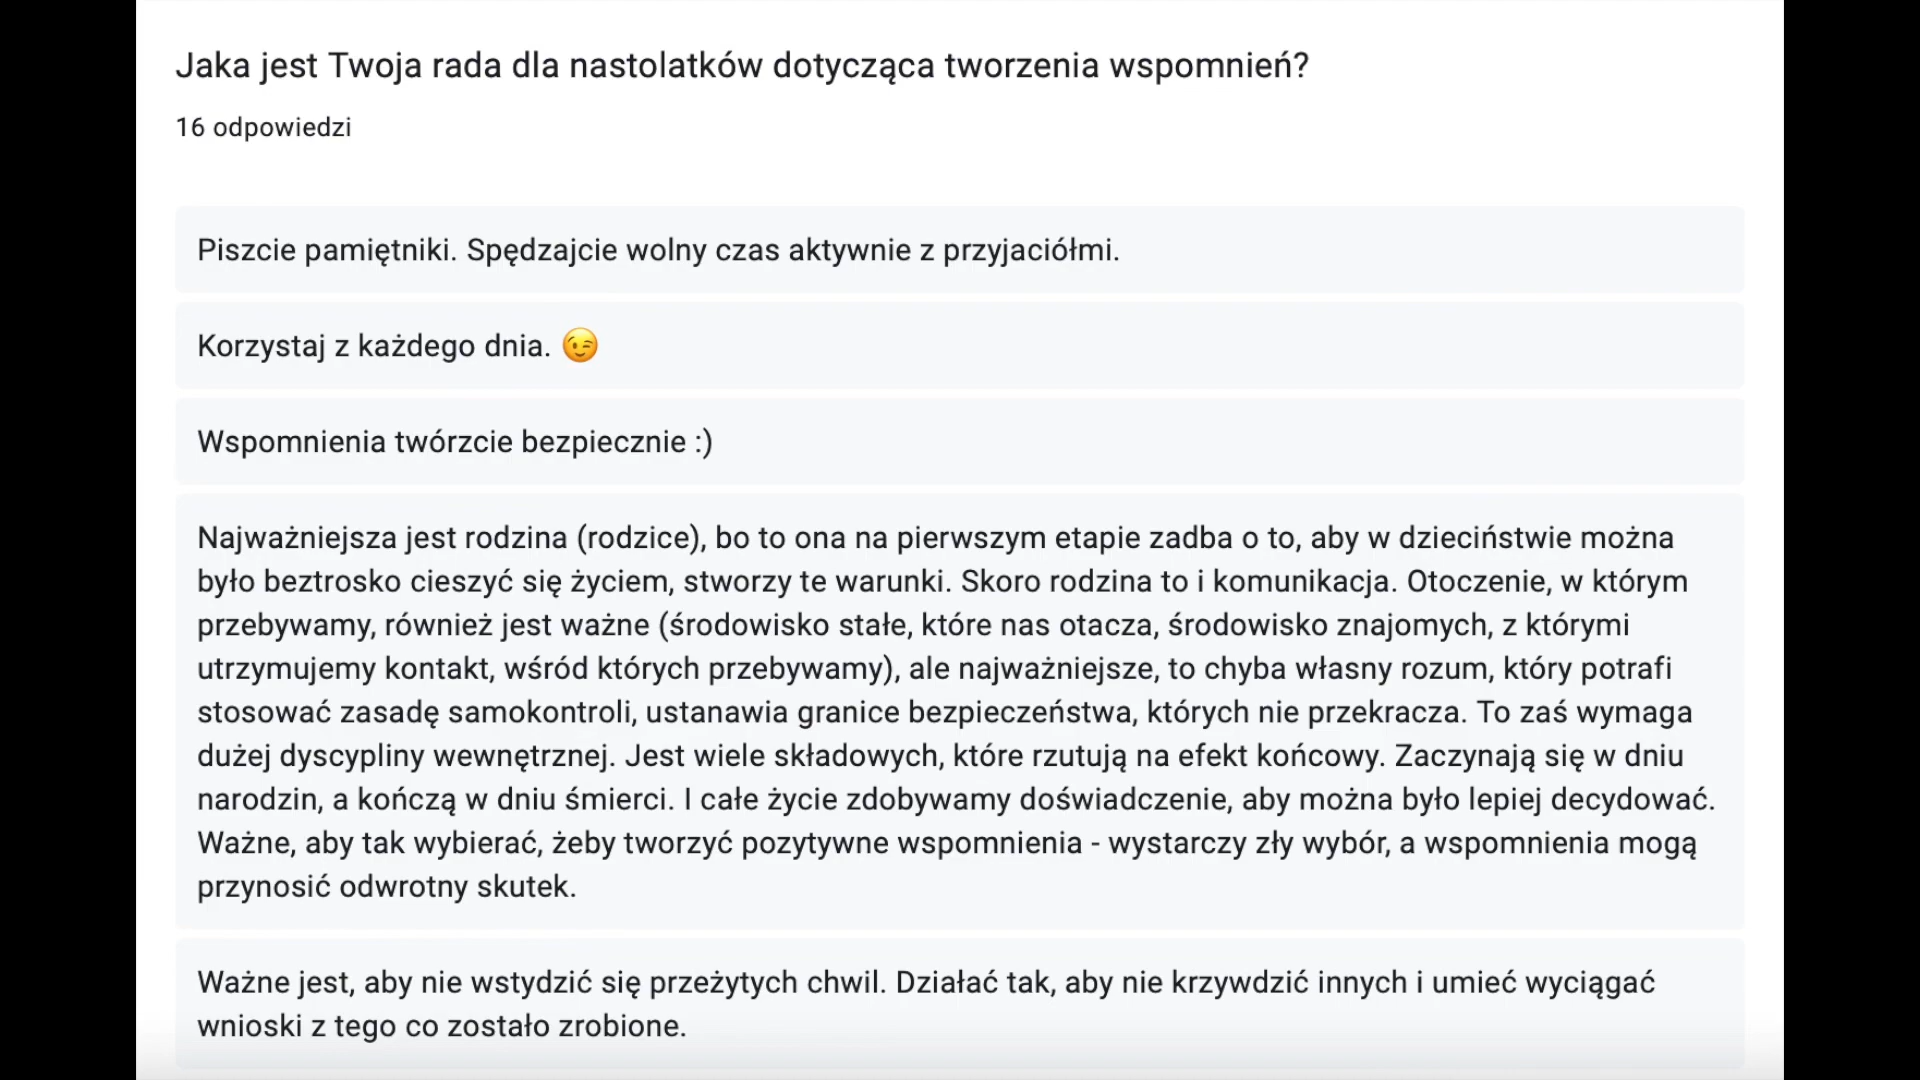 Jaka jest Twoja rada dla nastolatków dotycząca tworzenia wspomnień?
16 odpowiedzi
Piszcie pamiętniki. Spędzajcie wolny czas aktywnie z przyjaciółmi.
Korzystaj z każdego dnia. 😉
Wspomnienia twórzcie bezpiecznie :)
Najważniejsza jest rodzina (rodzice), bo to ona na pierwszym etapie zadba o to, aby w dzieciństwie można
było beztrosko cieszyć się życiem, stworzy te warunki. Skoro rodzina to i komunikacja. Otoczenie, w którym
przebywamy, również jest ważne (środowisko stałe, które nas otacza, środowisko znajomych, z którymi
utrzymujemy kontakt, wśród których przebywamy), ale najważniejsze, to chyba własny rozum, który potrafi
stosować zasadę samokontroli, ustanawia granice bezpieczeństwa, których nie przekracza. To zaś wymaga
dużej dyscypliny wewnętrznej. Jest wiele składowych, które rzutują na efekt końcowy. Zaczynają się w dniu
narodzin, a kończą w dniu śmierci. I całe życie zdobywamy doświadczenie, aby można było lepiej decydować.
Ważne, aby tak wybierać, żeby tworzyć pozytywne wspomnienia - wystarczy zły wybór, a wspomnienia mogą
przynosić odwrotny skutek.
Ważne jest, aby nie wstydzić się przeżytych chwil. Działać tak, aby nie krzywdzić innych i umieć wyciągać
wnioski z tego co zostało zrobione.